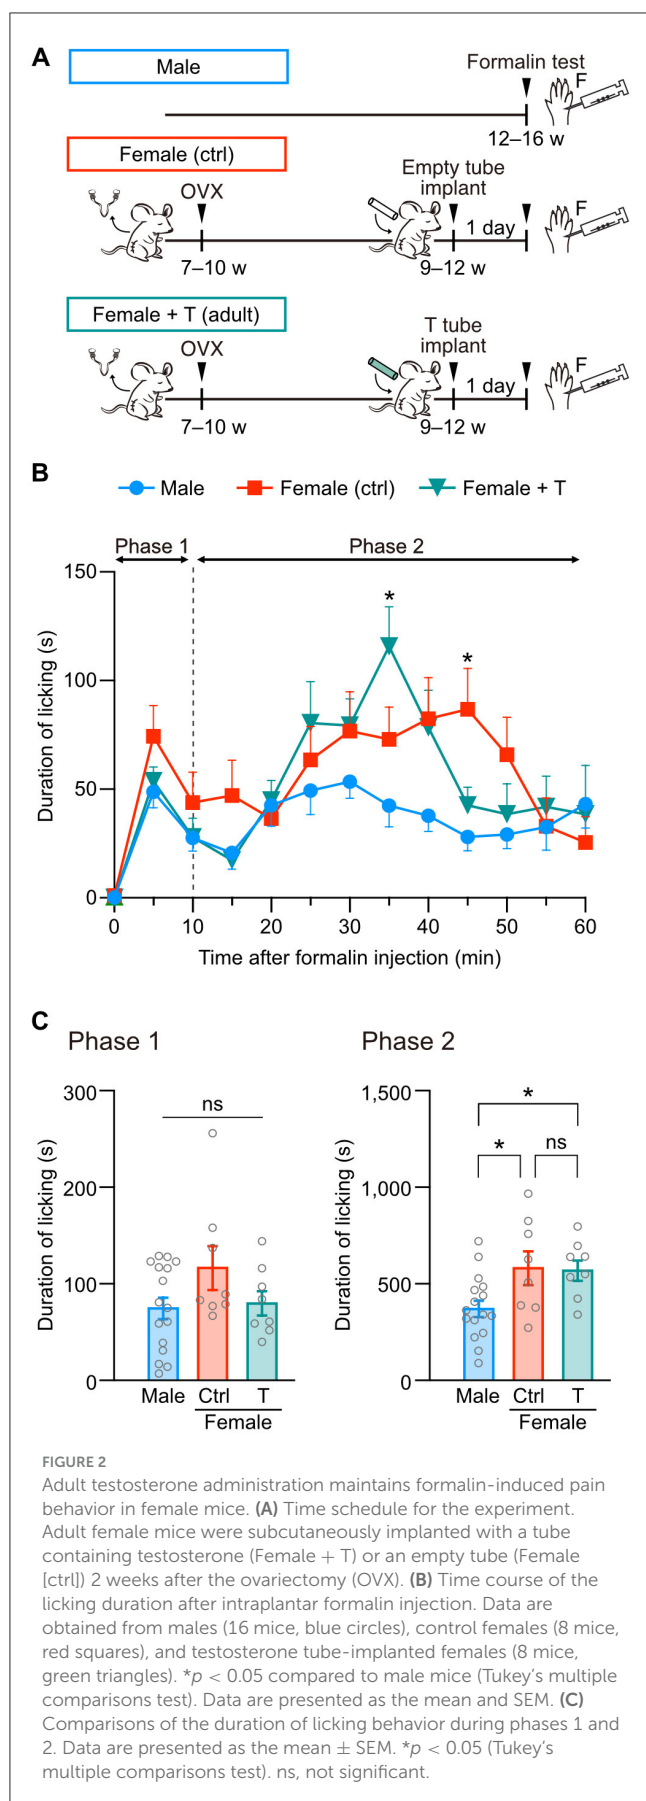 A
Male
Formalin test
F
12–16 w
Female (ctrl)
OVX
Empty tube
implant
1 day
F
7–10 w
9–12 w
Female + T (adult)
OVX
T tube
implant
1 day
F
7–10 w
9–12 w
B
Male
Female (ctrl)
Female + T
Phase 1
Phase 2
150
100
50
0
Duration of licking (s)
*
*
0
10
20
30
40
50
60
Time after formalin injection (min)
C
Phase 1
300
200
100
0
Duration of licking (s)
ns
Male
Ctrl
T
Female
Phase 2
1,500
1,000
500
0
Duration of licking (s)
*
*
ns
Male
Ctrl
T
Female
FIGURE 2
Adult testosterone administration maintains formalin-induced pain
behavior in female mice. (A) Time schedule for the experiment.
Adult female mice were subcutaneously implanted with a tube
containing testosterone (Female + T) or an empty tube (Female
[ctrl]) 2 weeks after the ovariectomy (OVX). (B) Time course of the
licking duration after intraplantar formalin injection. Data are
obtained from males (16 mice, blue circles), control females (8 mice,
red squares), and testosterone tube-implanted females (8 mice,
green triangles). *p < 0.05 compared to male mice (Tukey's multiple
comparisons test). Data are presented as the mean and SEM. (C)
Comparisons of the duration of licking behavior during phases 1 and
2. Data are presented as the mean ± SEM. *p < 0.05 (Tukey's
multiple comparisons test). ns, not significant.